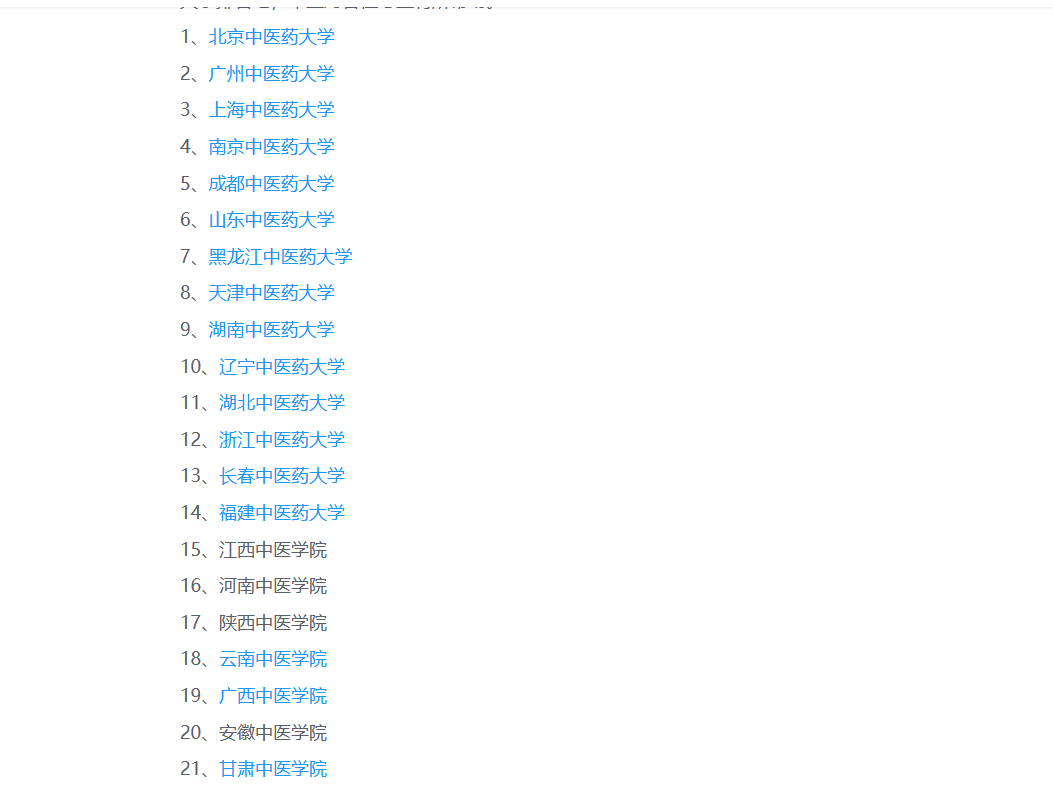 1、北京中医药大学
2、广州中医药大学
3、上海中医药大学
4、南京中医药大学
5、成都中医药大学
6、山东中医药大学
7、黑龙江中医药大学
8、天津中医药大学
9、湖南中医药大学
10、辽宁中医药大学
11、湖北中医药大学
12、浙江中医药大学
13、长春中医药大学
14、福建中医药大学
15、江西中医学院
16、河南中医学院
17、陕西中医学院
18、云南中医学院
19、广西中医学院
20、安徽中医学院
21、甘肃中医学院